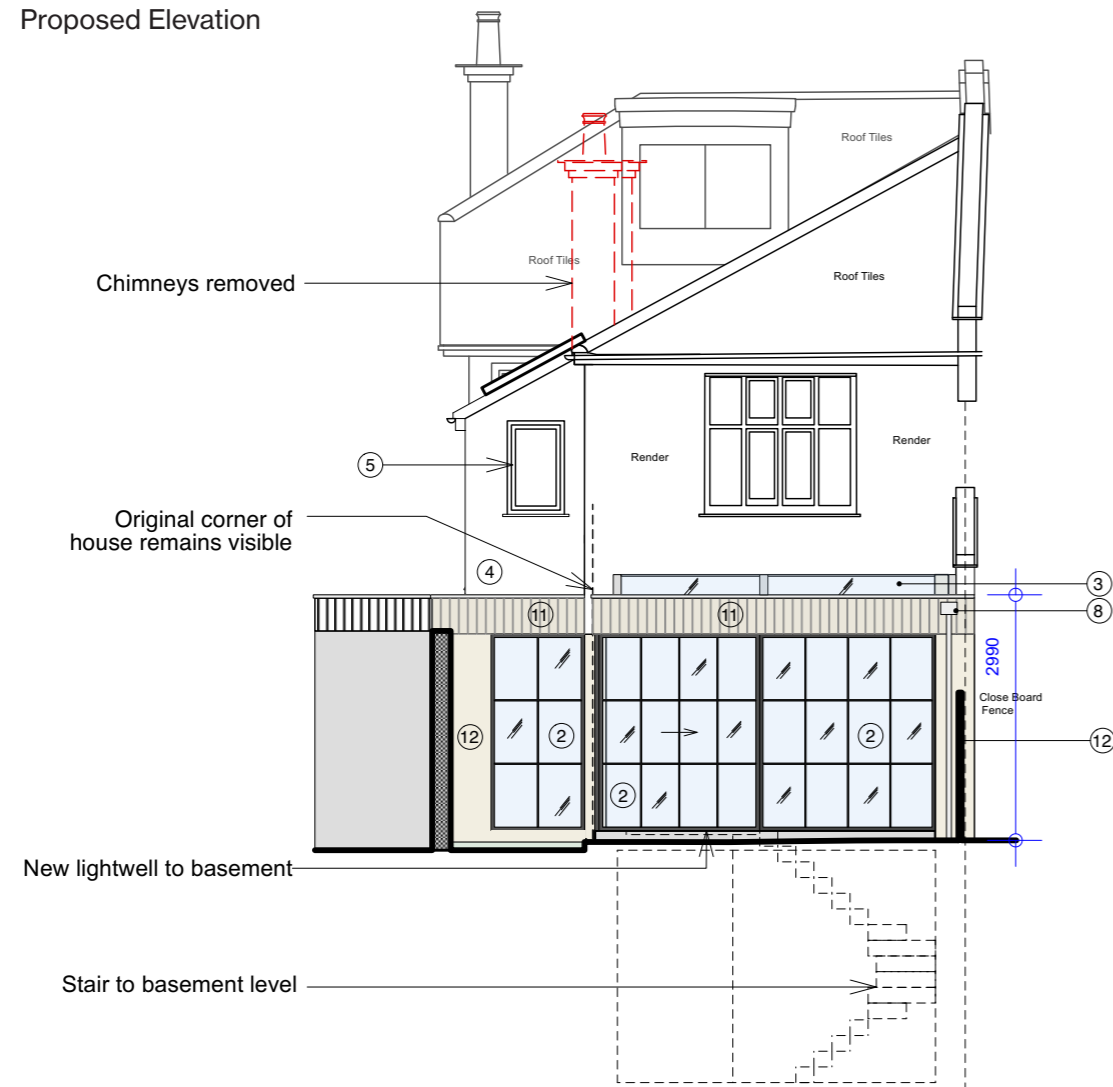 Proposed Elevation
Roof Tiles
Roof Tiles
Roof Tiles
Chimneys removed
Render
Render
5
Original corner of
house remains visible
4
3
11
11
8
2990
Close Board
Fence
12
2
2
12
2
New lightwell to basement
Stair to basement level